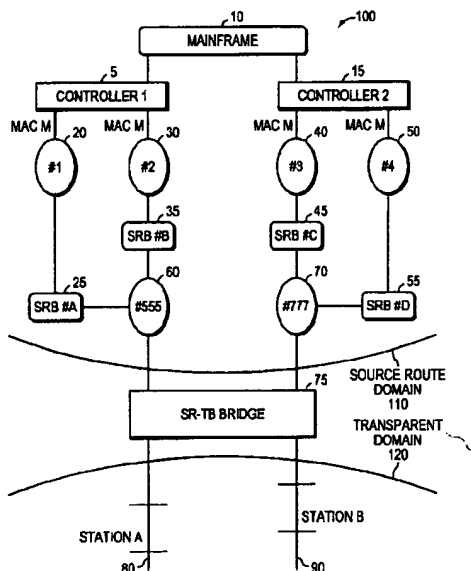 10
100
MAINFRAME
5
15
CONTROLLER 1
CONTROLLER 2
MAC M
20
MAC M
30
MAC M
40
MAC M
50
#1
#2
#3
#4
35
45
SRB #B
SRB #C
60
70
25
55
SRB #A
#555
#777
SRB #D
75
SOURCE ROUTE
DOMAIN
110
SR-TB BRIDGE
TRANSPARENT
DOMAIN
120
STATION A
STATION B
80
90